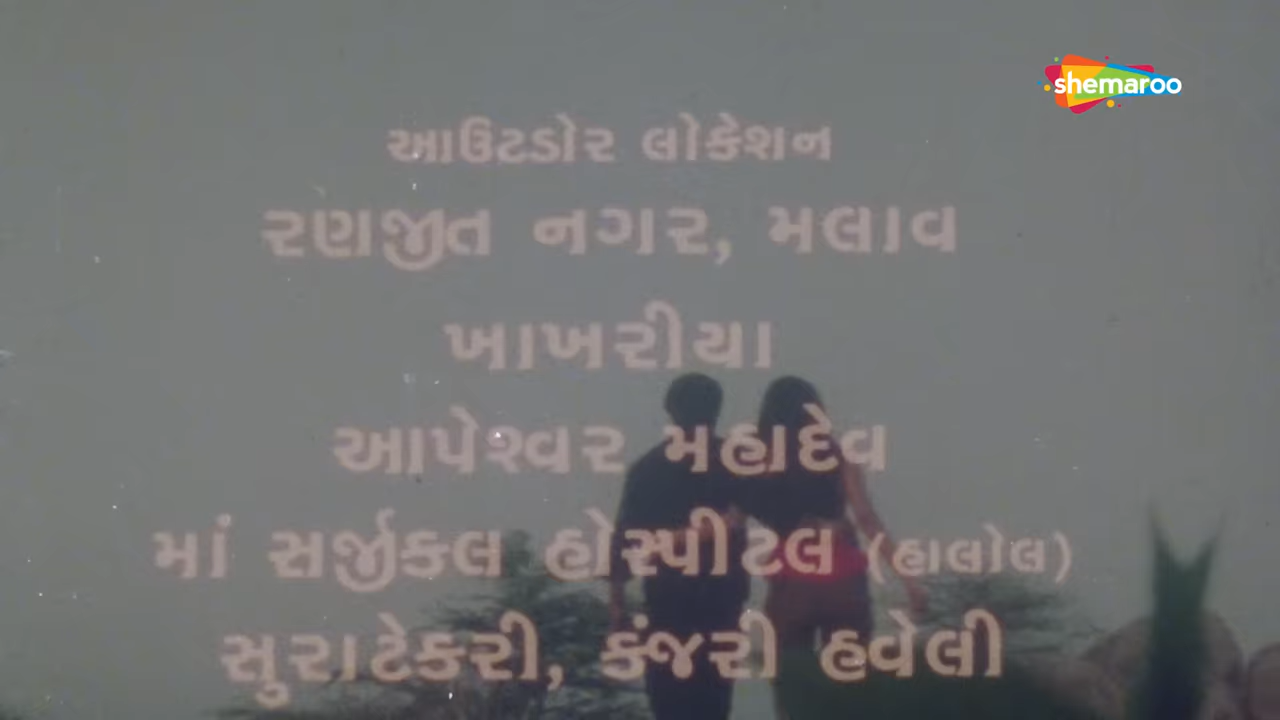 shemaroo
આઉટડોર લોકેશન
રણજીત નગર, મલાવ
ખાખરીયા
આપેશ્વર મહાદેવ
માં સર્જીકલ હોસ્પીટલ (હાલોલ)
સુરાટેકરી, કંજરી હવેલી